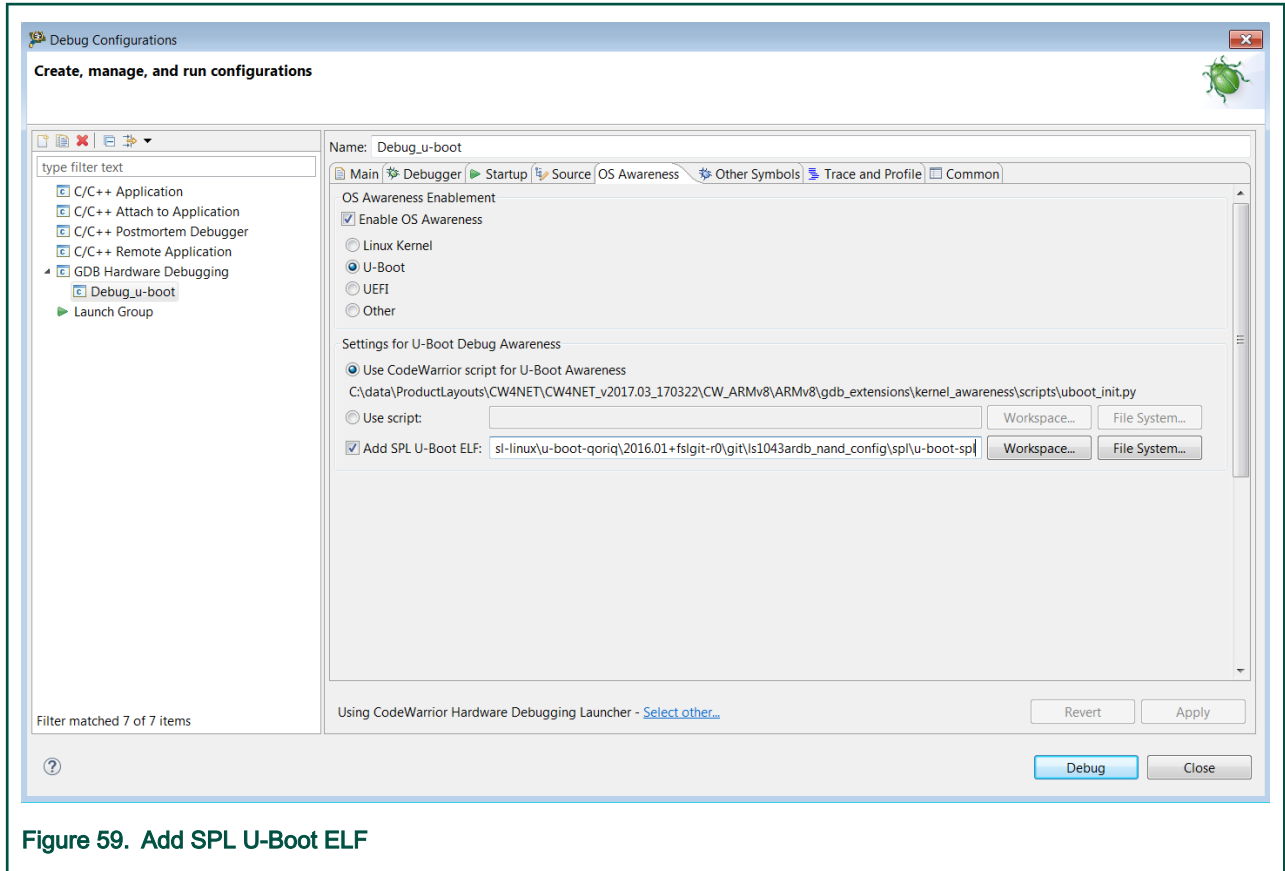 Debug Configurations
Create, manage, and run configurations
type filter text
C/C++ Application
C/C++ Attach to Application
C/C++ Postmortem Debugger
C/C++ Remote Application
GDB Hardware Debugging
Debug_u-boot
Launch Group
Filter matched 7 of 7 items
Name: Debug_u-boot
Main Debugger Startup Source OS Awareness Other Symbols Trace and Profile Common
OS Awareness Enablement
Enable OS Awareness
Linux Kernel
U-Boot
UEFI
Other
Settings for U-Boot Debug Awareness
Use CodeWarrior script for U-Boot Awareness
C:\data\ProductLayouts\CW4NET\CW4NET_v2017.03_170322\CW_ARMv8\ARMv8\gdb_extensions\kernel_awareness\scripts\uboot_init.py
Use script: Workspace... File System...
Add SPL U-Boot ELF: sl-linux\u-boot-qoriq\2016.01+fslgit-r0\git\ls1043ardb_nand_config\spl\u-boot-spl Workspace... File System...
Using CodeWarrior Hardware Debugging Launcher - Select other... Revert Apply
? Debug Close
Figure 59. Add SPL U-Boot ELF